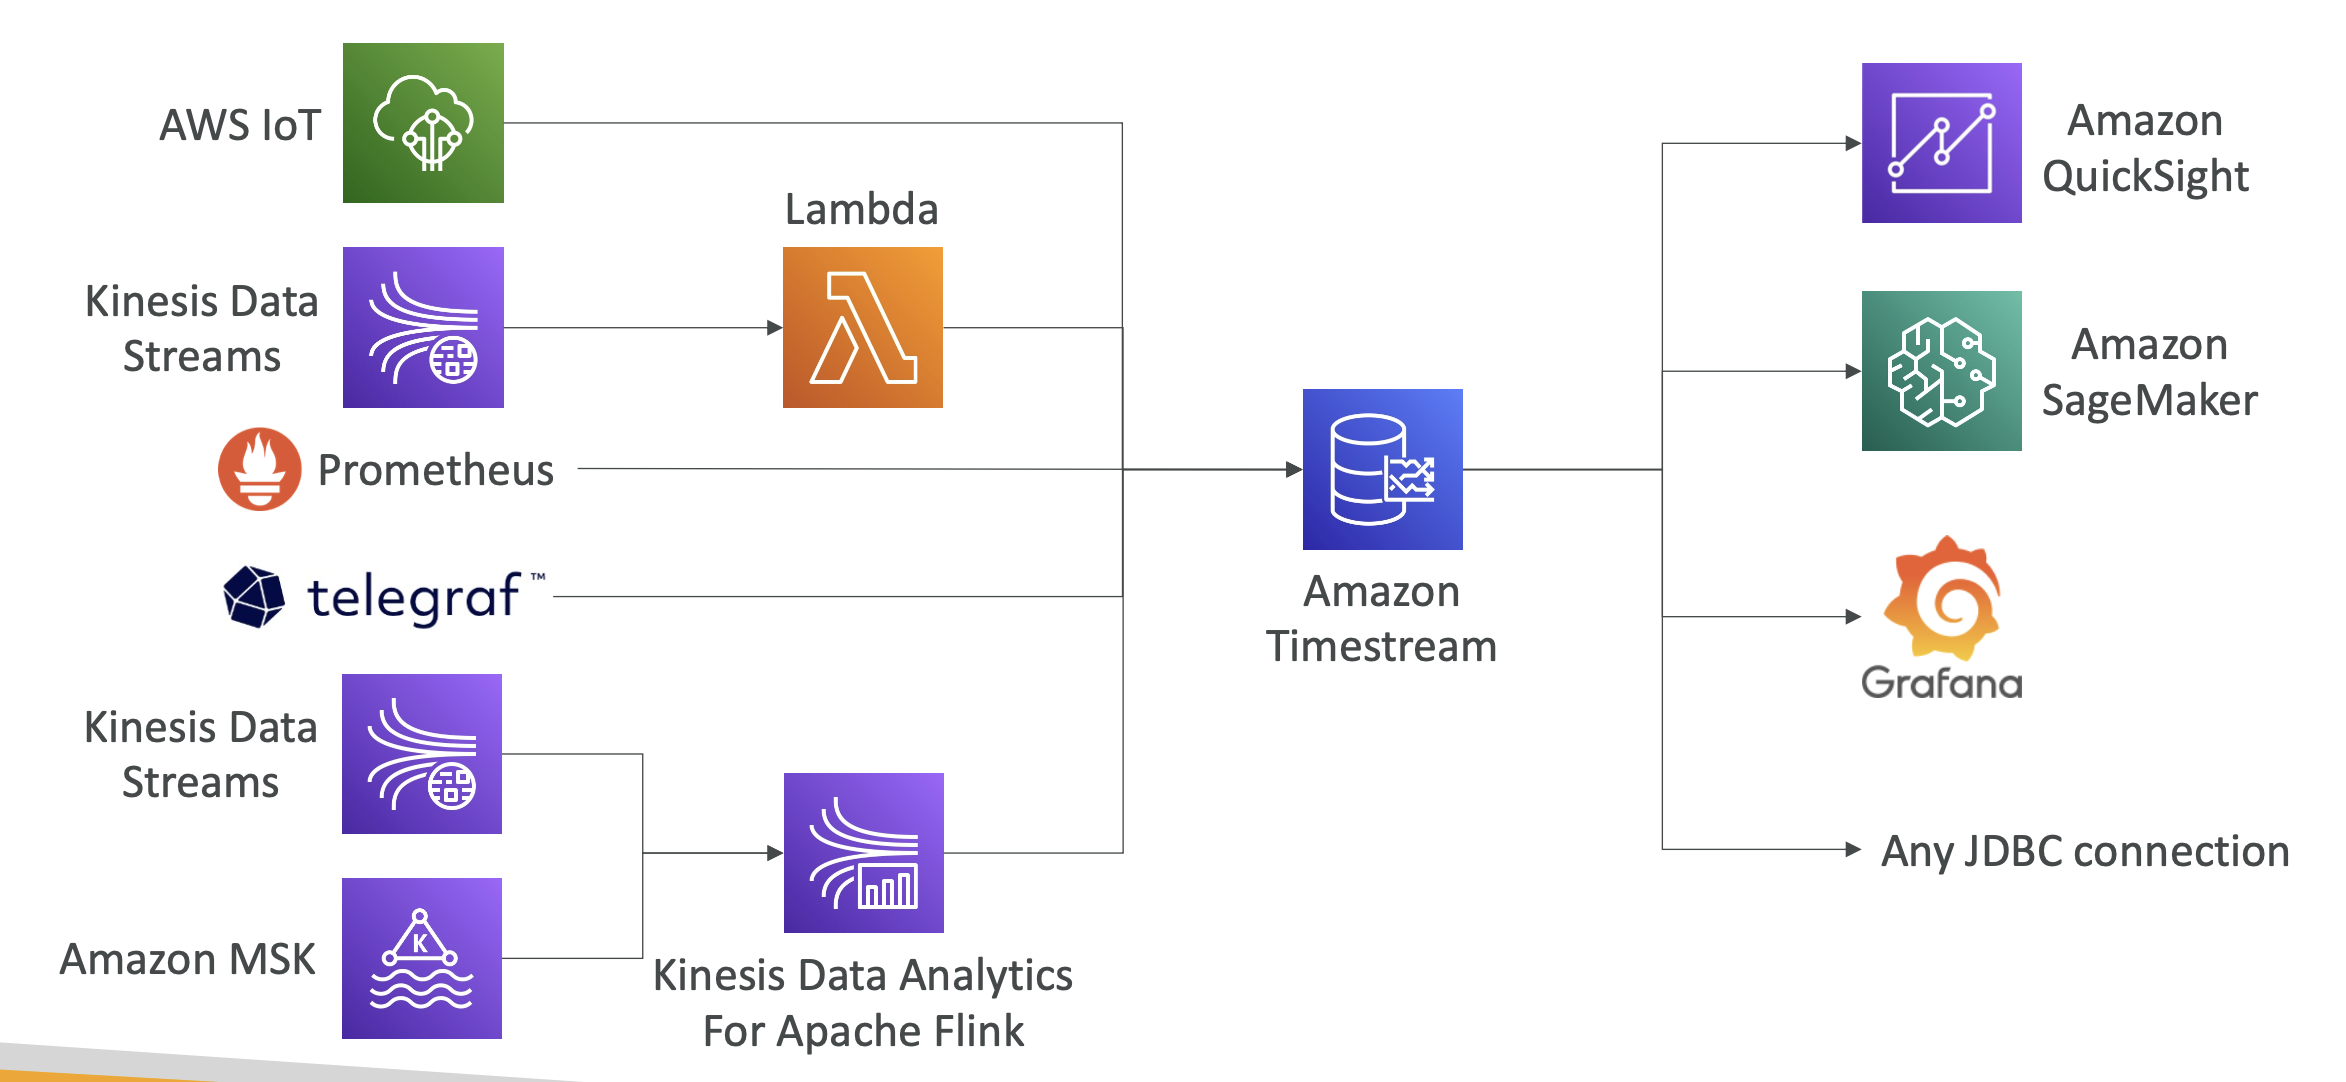 AWS IoT
Lambda
Kinesis Data
Streams
Prometheus
telegraf™
Kinesis Data
Streams
Amazon MSK
K
Kinesis Data Analytics
For Apache Flink
Amazon
Timestream
Amazon
QuickSight
Amazon
SageMaker
Grafana
Any JDBC connection